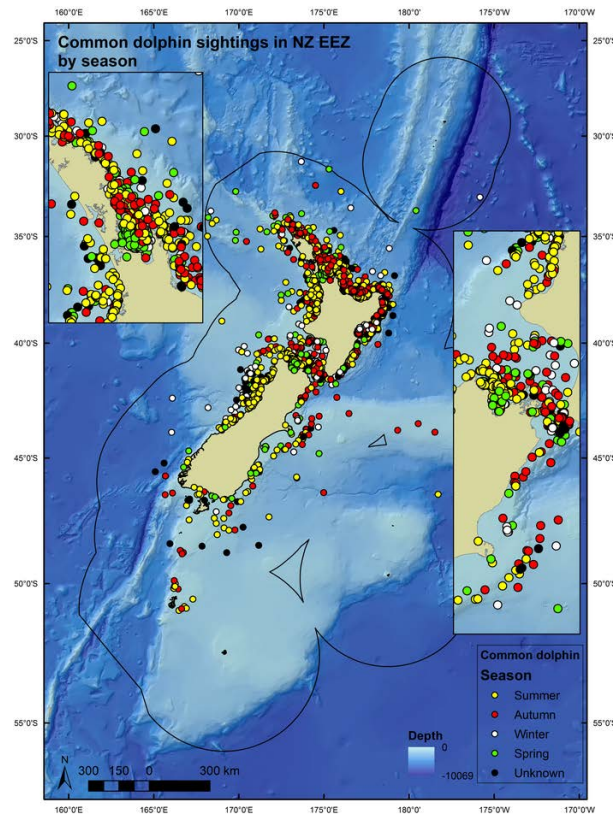 160°0'E 165°0'E 170°0'E 175°0'E 180°0' 175°0'W 170°0'W
Common dolphin sightings in NZ EEZ
by season
25°0'S 25°0'S
30°0'S 30°0'S
35°0'S 35°0'S
40°0'S 40°0'S
45°0'S 45°0'S
50°0'S 50°0'S
55°0'S 55°0'S
Common dolphin
Season
Summer
Autumn
Winter
Spring
Unknown
Depth
0
-10069
N
300 150 0 300 km
160°0'E 165°0'E 170°0'E 175°0'E 180°0' 175°0'W 170°0'W